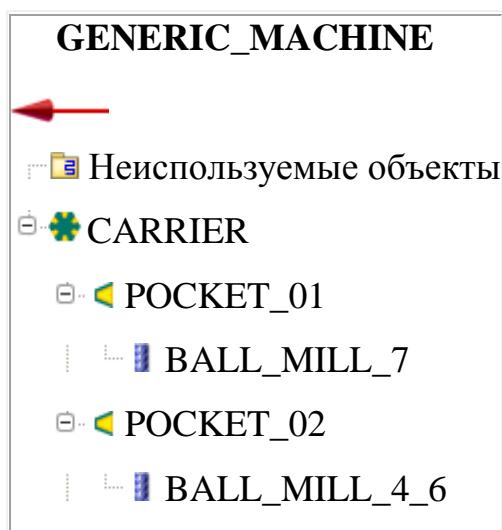 GENERIC_MACHINE
Неиспользуемые объекты
CARRIER
POCKET_01
BALL_MILL_7
POCKET_02
BALL_MILL_4_6